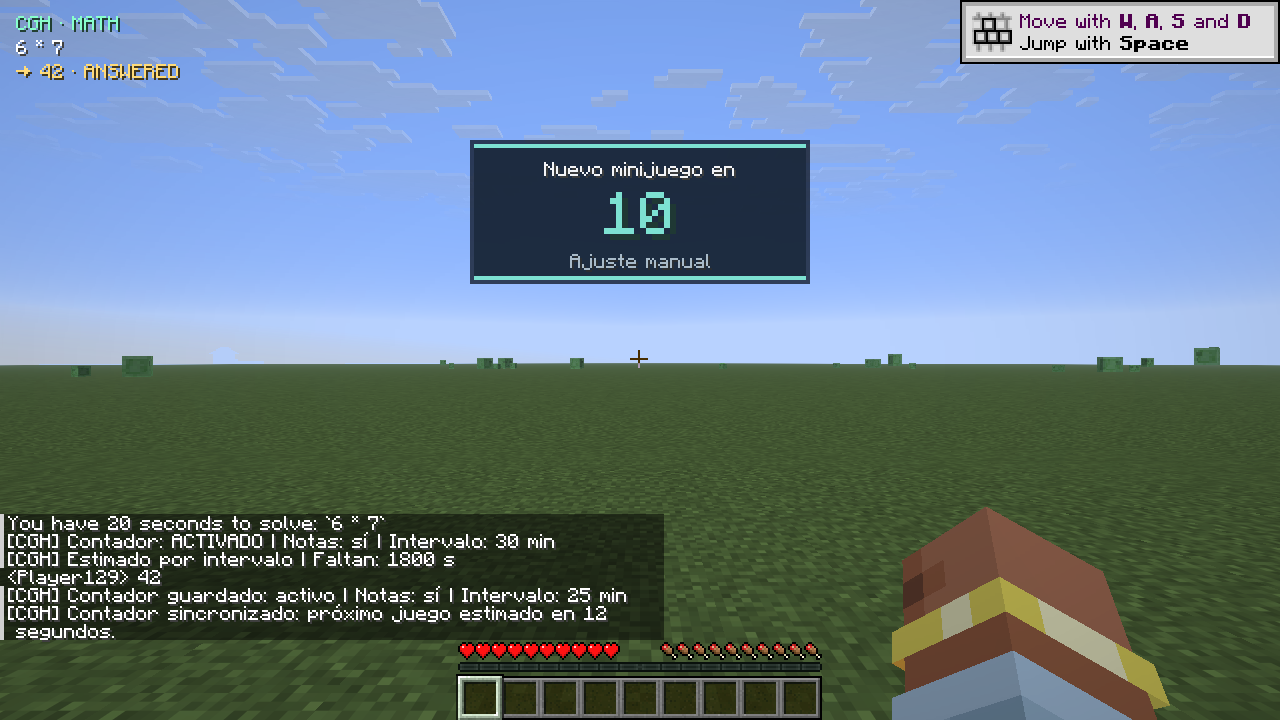 CGH · MATH
6 * 7
→ 42 · ANSWERED
Move with W, A, S and D
Jump with Space
Nuevo minijuego en
10
Ajuste manual
You have 20 seconds to solve: `6 * 7`
[CGH] Contador: ACTIVADO | Notas: sí | Intervalo: 30 min
[CGH] Estimado por intervalo | Faltan: 1800 s
<Player129> 42
[CGH] Contador guardado: activo | Notas: sí | Intervalo: 25 min
[CGH] Contador sincronizado: próximo juego estimado en 12
segundos.